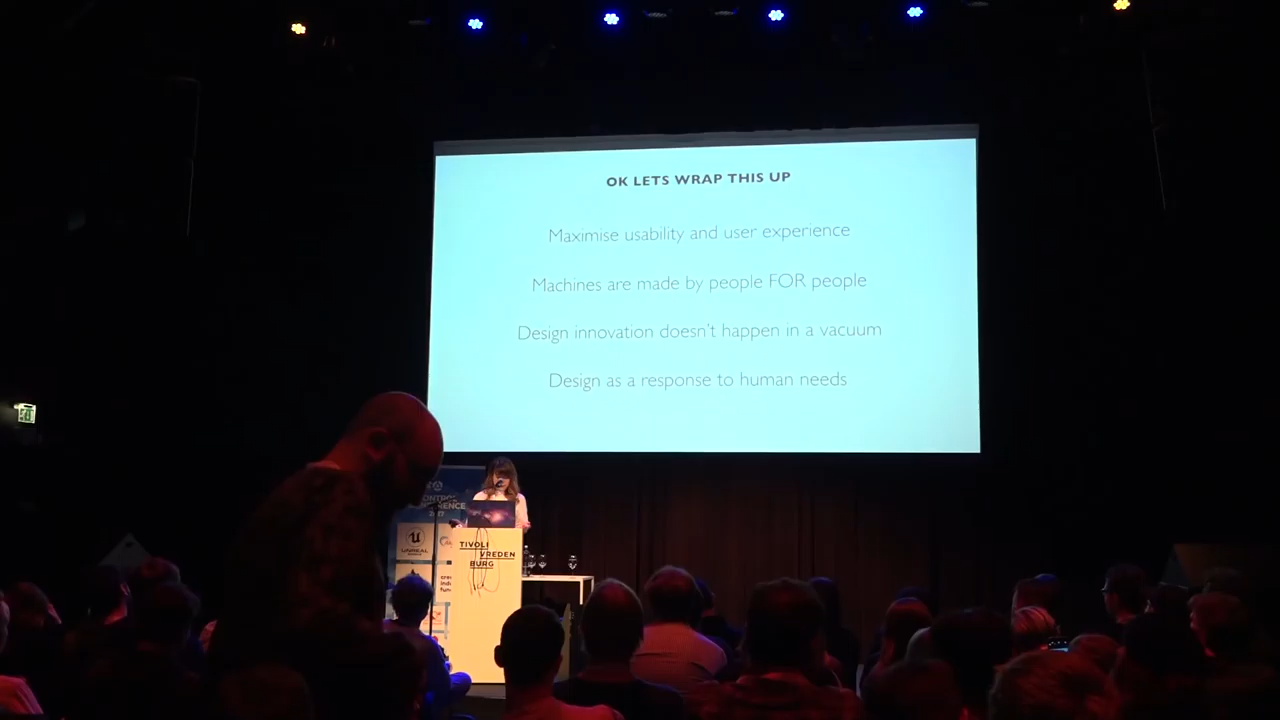 OK LETS WRAP THIS UP
Maximise usability and user experience
Machines are made by people FOR people
Design innovation doesn't happen in a vacuum
Design as a response to human needs
2017
UNREAL
TIVOLI
VREDEN
BURG